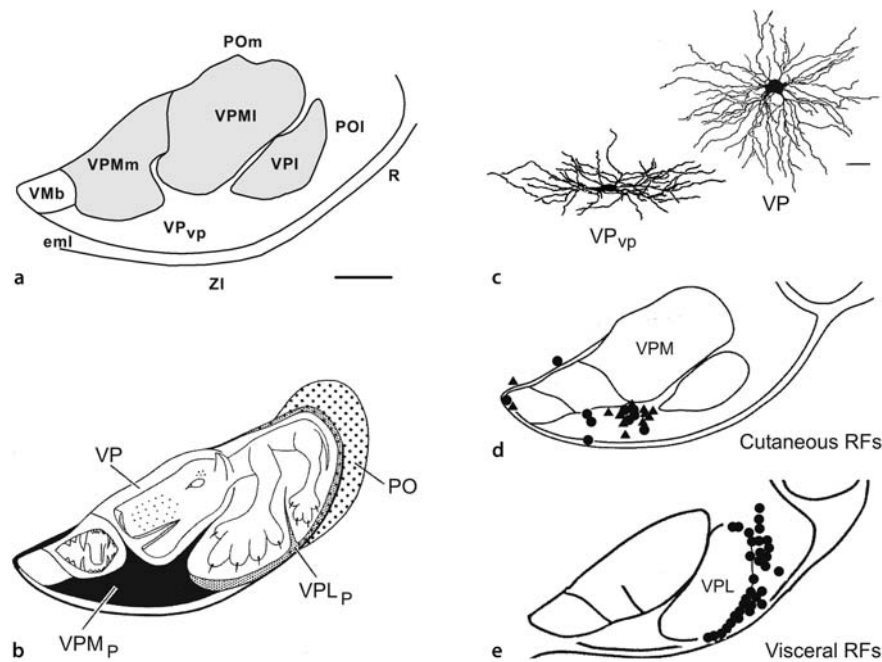 POm
VPMl
VPMm
POl
VPl
VMb
R
VPvp
eml
ZI
a
VP
VPvp
c
VP
PO
VPLP
VPMP
b
VPM
d
Cutaneous RFs
VPL
e
Visceral RFs